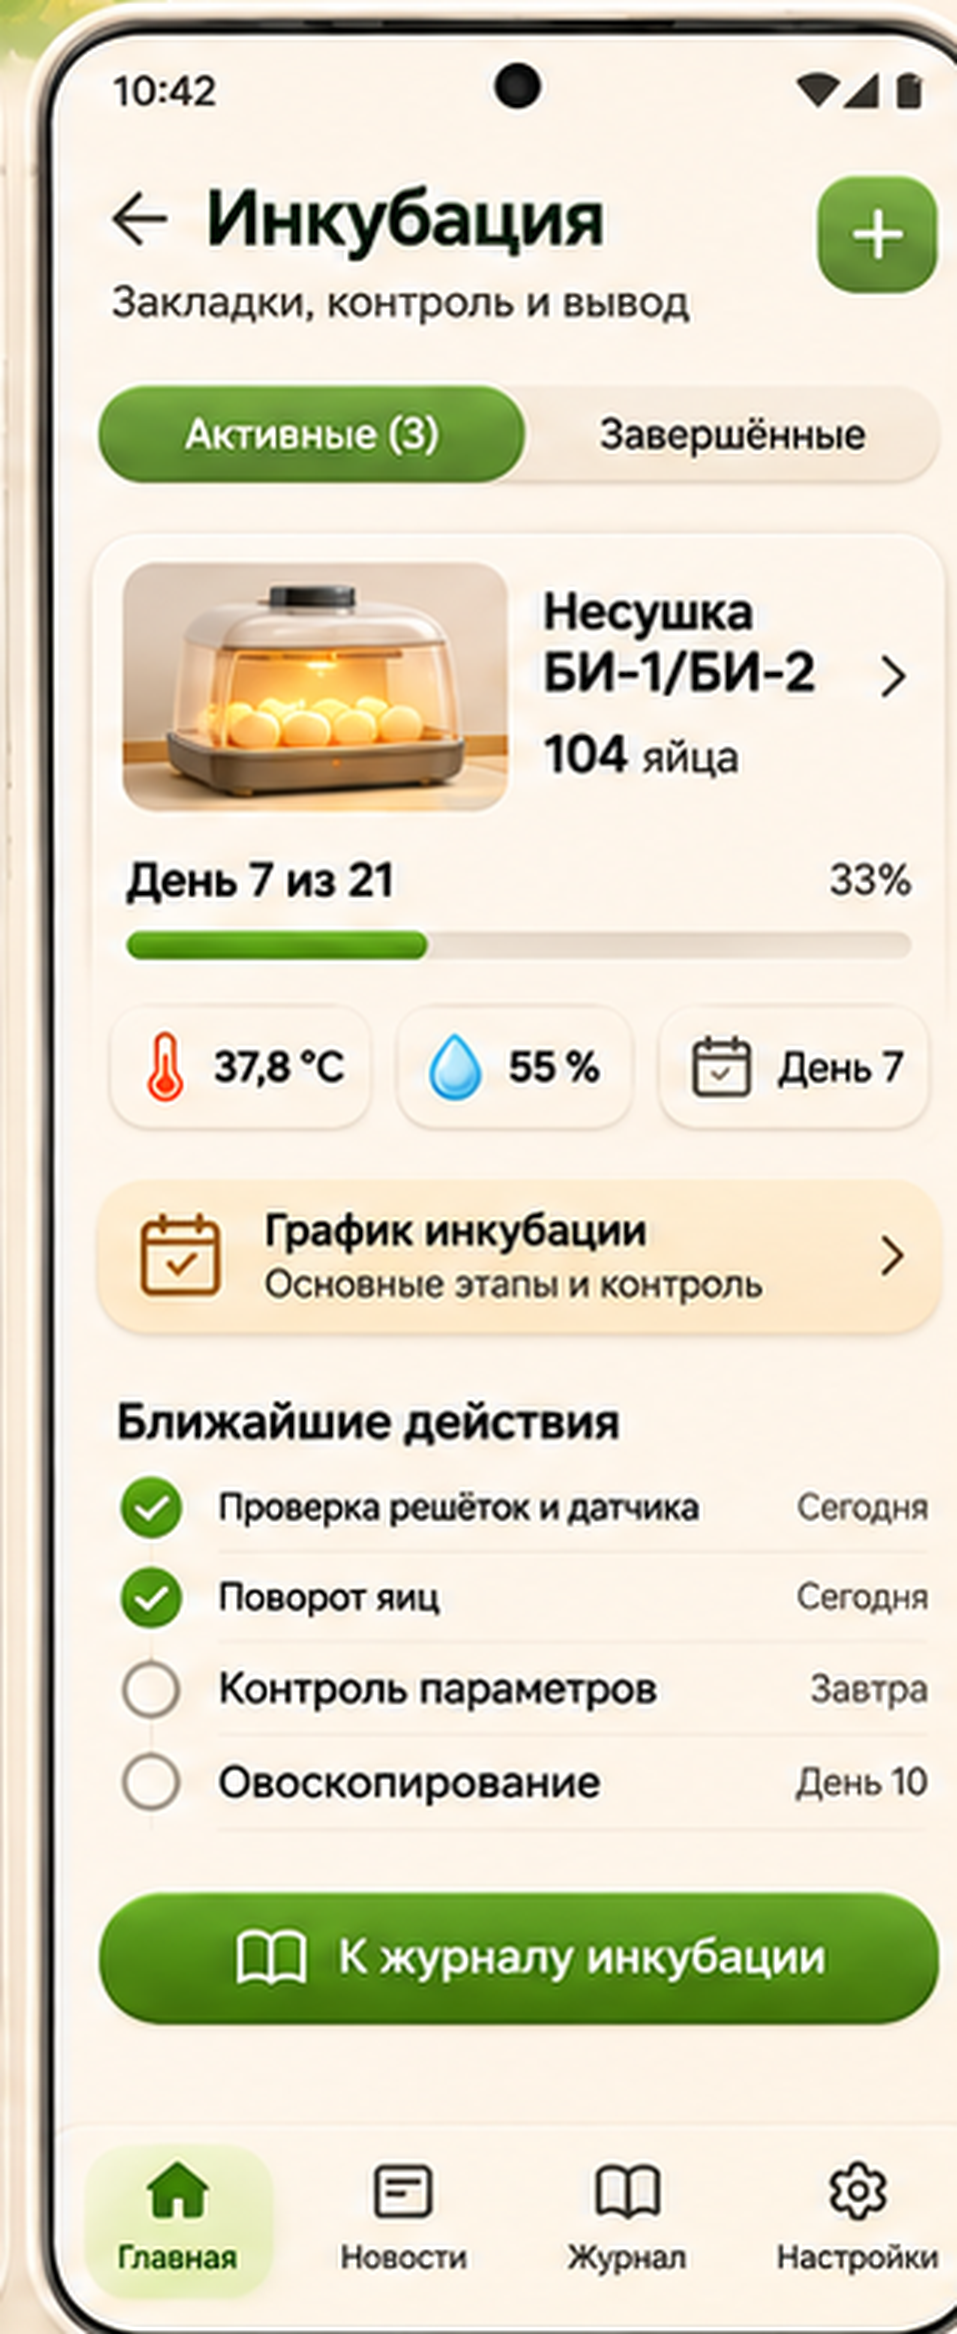 10:42
Инкубация
Закладки, контроль и вывод
Активные (3)
Завершённые
Несушка
БИ-1/БИ-2
104 яйца
День 7 из 21
33%
37,8 °C
55 %
День 7
График инкубации
Основные этапы и контроль
Ближайшие действия
Проверка решёток и датчика Сегодня
Поворот яиц Сегодня
Контроль параметров Завтра
Овоскопирование День 10
К журналу инкубации
Главная Новости Журнал Настройки